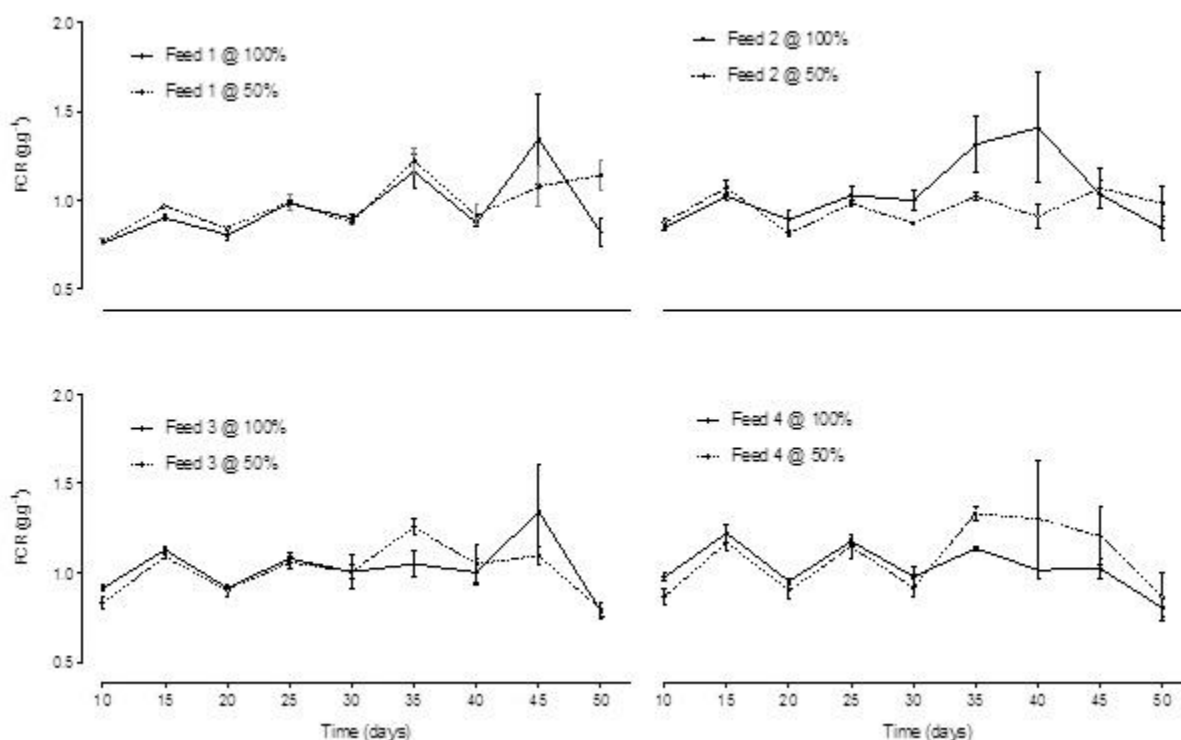 2.0
Feed 1 @ 100%
Feed 1 @ 50%
1.5
FCR (g.g⁻¹)
1.0
0.5
Feed 2 @ 100%
Feed 2 @ 50%
2.0
Feed 3 @ 100%
Feed 3 @ 50%
1.5
FCR (g.g⁻¹)
1.0
0.5
10 15 20 25 30 35 40 45 50
Time (days)
Feed 4 @ 100%
Feed 4 @ 50%
10 15 20 25 30 35 40 45 50
Time (days)